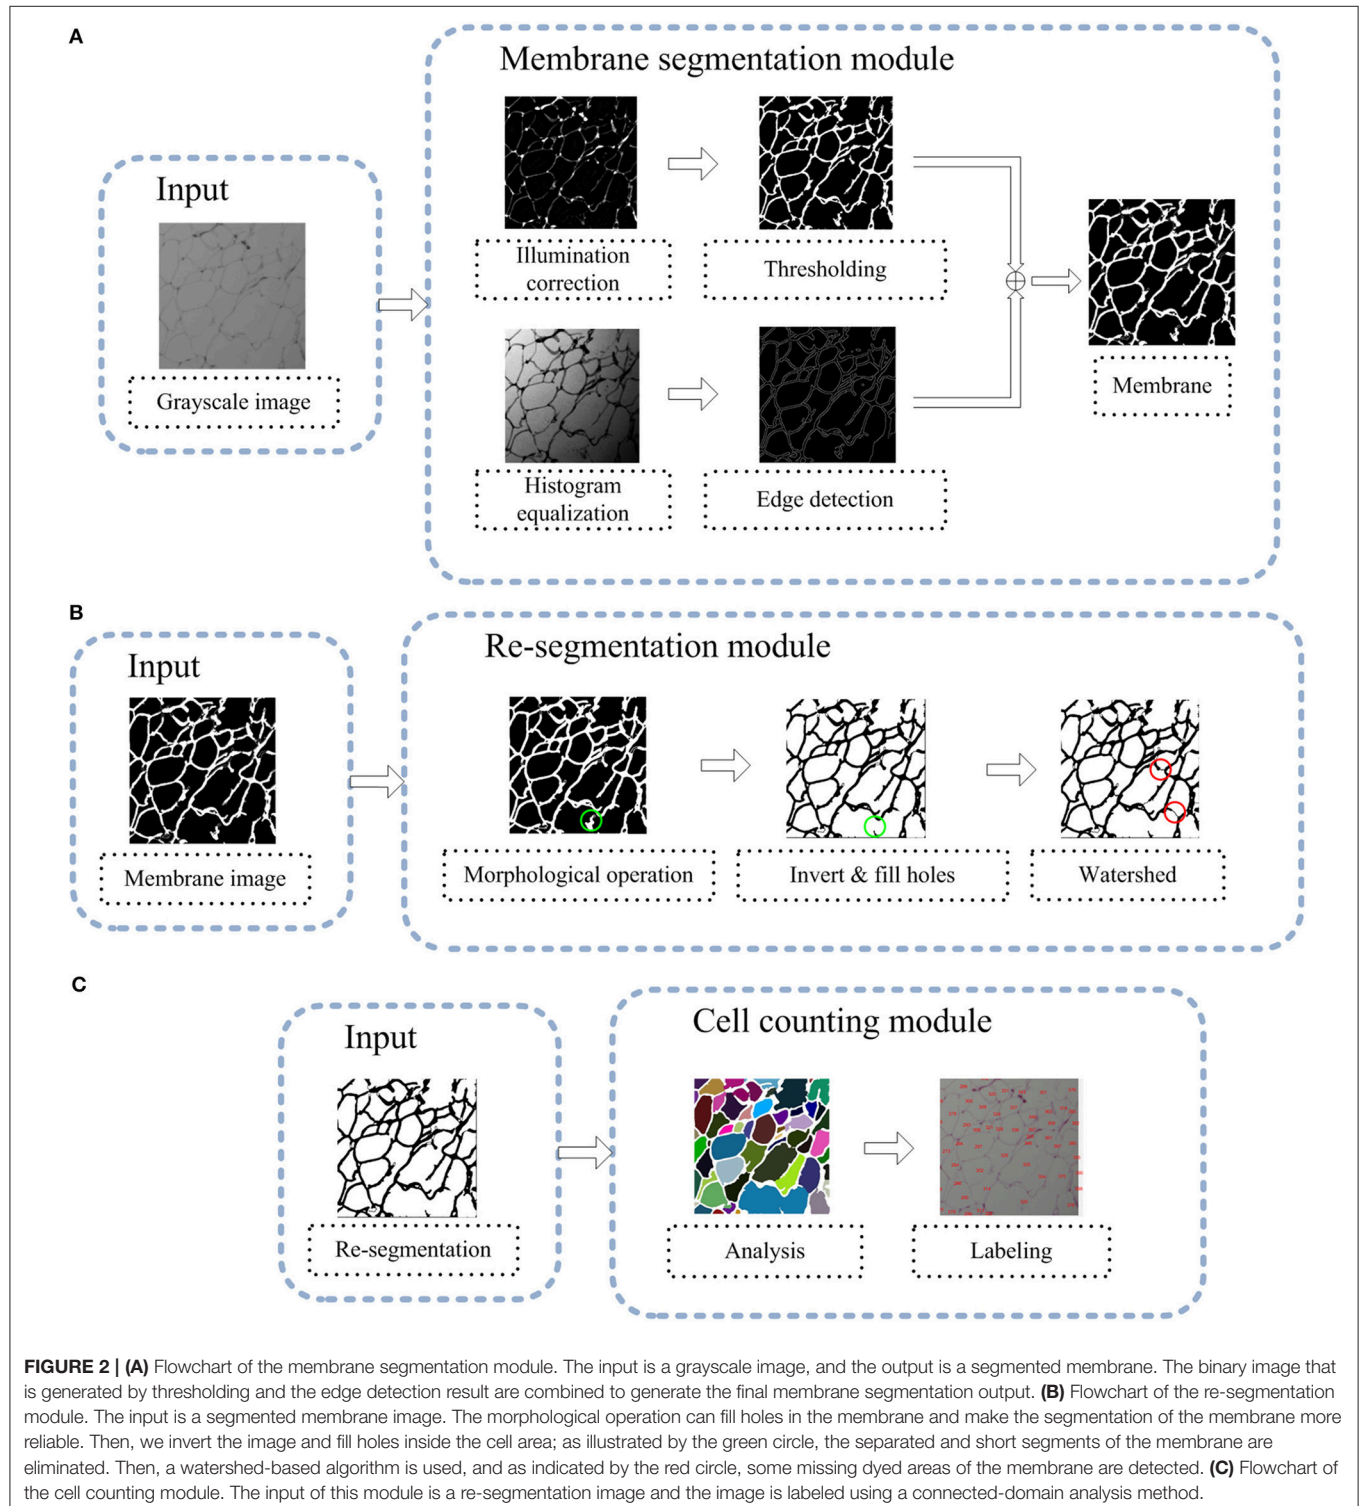 A
Membrane segmentation module
Input
Illumination
correction
Thresholding
Grayscale image
Membrane
Histogram
equalization
Edge detection
B
Input
Re-segmentation module
Membrane image
Morphological operation
Invert & fill holes
Watershed
C
Input
Cell counting module
Re-segmentation
Analysis
Labeling
FIGURE 2 | (A) Flowchart of the membrane segmentation module. The input is a grayscale image, and the output is a segmented membrane. The binary image that
is generated by thresholding and the edge detection result are combined to generate the final membrane segmentation output. (B) Flowchart of the re-segmentation
module. The input is a segmented membrane image. The morphological operation can fill holes in the membrane and make the segmentation of the membrane more
reliable. Then, we invert the image and fill holes inside the cell area; as illustrated by the green circle, the separated and short segments of the membrane are
eliminated. Then, a watershed-based algorithm is used, and as indicated by the red circle, some missing dyed areas of the membrane are detected. (C) Flowchart of
the cell counting module. The input of this module is a re-segmentation image and the image is labeled using a connected-domain analysis method.